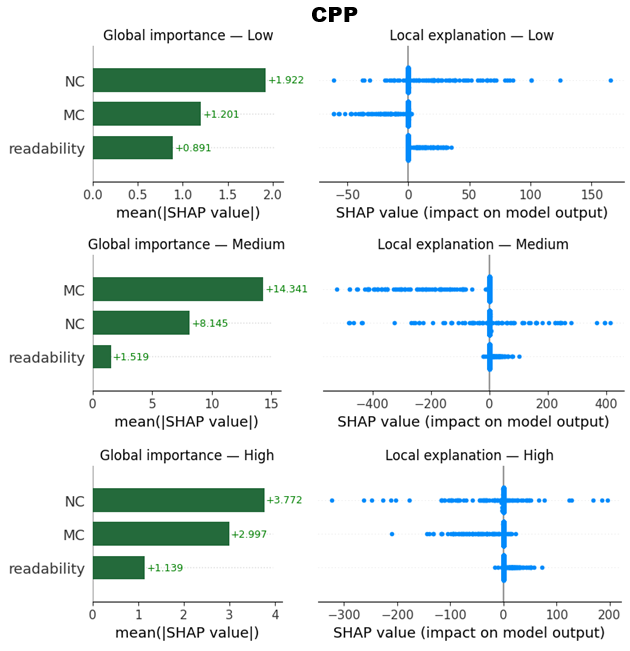 CPP
Global importance — Low
Local explanation — Low
NC
+1.922
MC
+1.201
readability
+0.891
0.0 0.5 1.0 1.5 2.0
−50 0 50 100 150
mean(|SHAP value|)
SHAP value (impact on model output)
Global importance — Medium
Local explanation — Medium
MC
+14.341
NC
+8.145
readability
+1.519
0 5 10 15
−400 −200 0 200 400
mean(|SHAP value|)
SHAP value (impact on model output)
Global importance — High
Local explanation — High
NC
+3.772
MC
+2.997
readability
+1.139
0 1 2 3 4
−300 −200 −100 0 100 200
mean(|SHAP value|)
SHAP value (impact on model output)